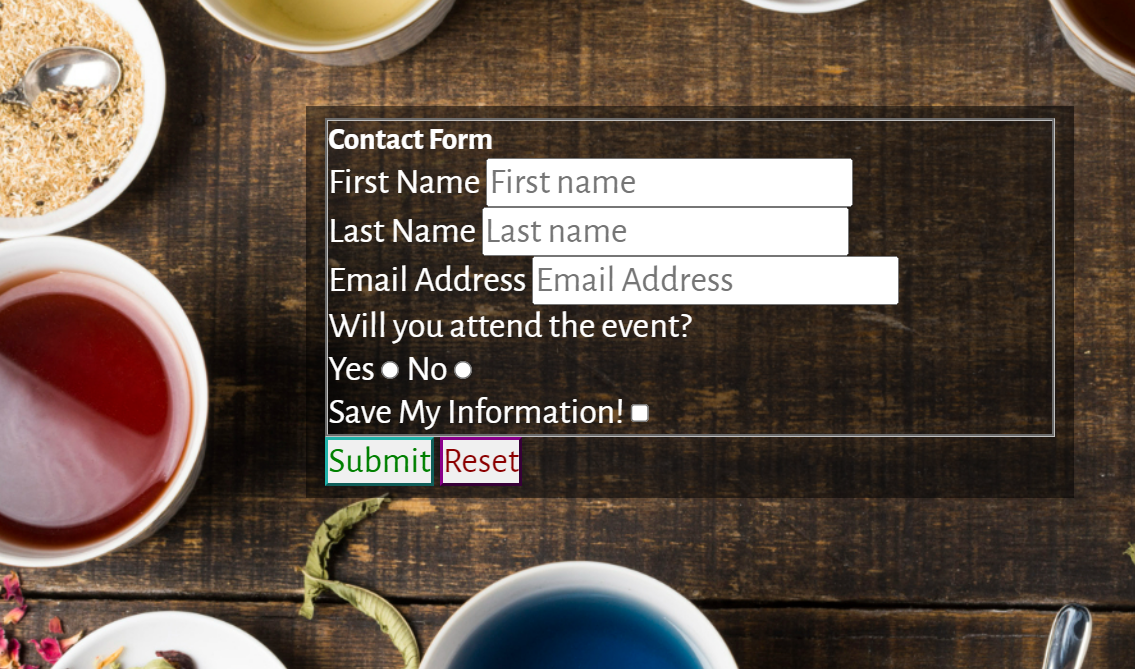 Contact Form
First Name First name
Last Name Last name
Email Address Email Address
Will you attend the event?
Yes No
Save My Information!
Submit Reset